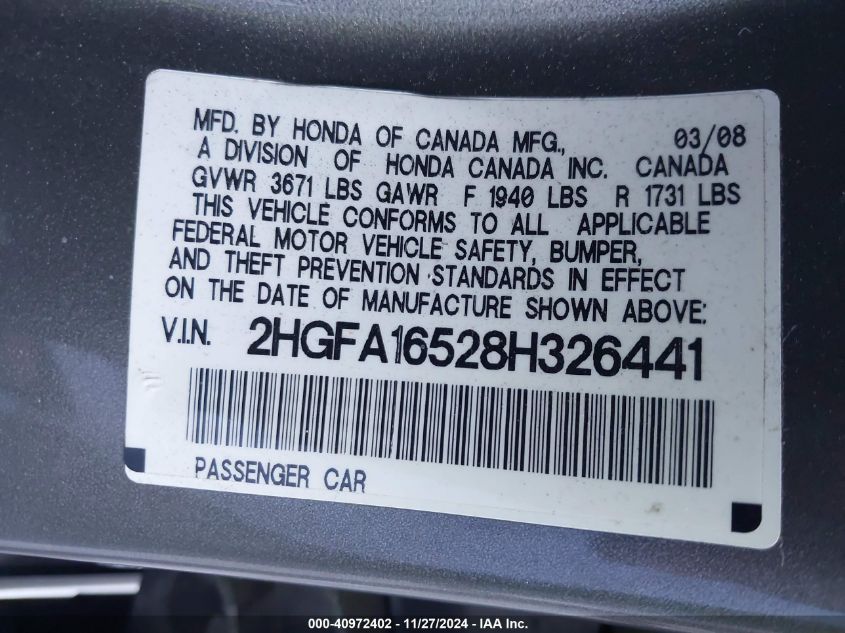 MFD. BY HONDA OF CANADA MFG., 03/08
A DIVISION OF HONDA CANADA INC. CANADA
GVWR 3671 LBS GAWR F 1940 LBS R 1731 LBS
THIS VEHICLE CONFORMS TO ALL APPLICABLE
FEDERAL MOTOR VEHICLE SAFETY, BUMPER,
AND THEFT PREVENTION STANDARDS IN EFFECT
ON THE DATE OF MANUFACTURE SHOWN ABOVE:
V.I.N. 2HGFA16528H326441
PASSENGER CAR
000-40972402 - 11/27/2024 - IAA Inc.